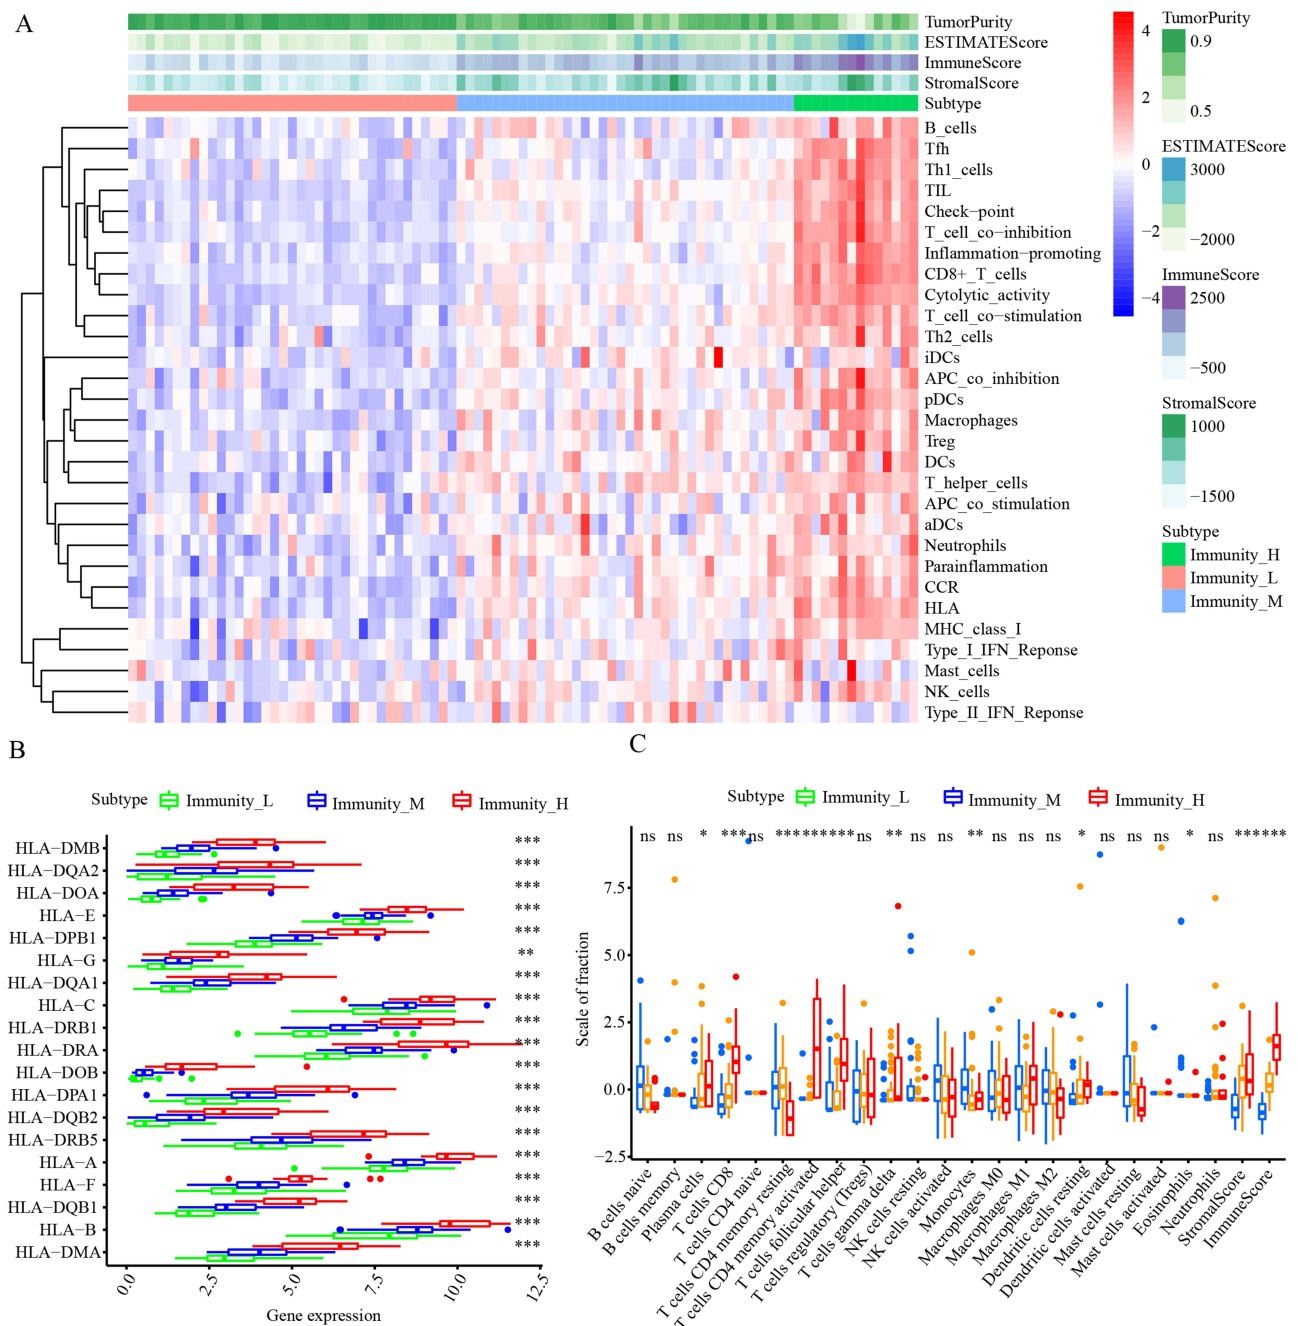 A
TumorPurity
ESTIMATEScore
ImmuneScore
StromalScore
Subtype
B_cells
Tfh
Th1_cells
TIL
Check−point
T_cell_co−inhibition
Inflammation−promoting
CD8+_T_cells
Cytolytic_activity
T_cell_co−stimulation
Th2_cells
iDCs
APC_co_inhibition
pDCs
Macrophages
Treg
DCs
T_helper_cells
APC_co_stimulation
aDCs
Neutrophils
Parainflammation
CCR
HLA
MHC_class_I
Type_I_IFN_Reponse
Mast_cells
NK_cells
Type_II_IFN_Reponse
4
2
0
−2
−4
TumorPurity
0.9
0.5
ESTIMATEScore
3000
−2000
ImmuneScore
2500
−500
StromalScore
1000
−1500
Subtype
Immunity_H
Immunity_L
Immunity_M
B
Subtype Immunity_L Immunity_M Immunity_H
HLA−DMB ***
HLA−DQA2 ***
HLA−DOA ***
HLA−E ***
HLA−DPB1 ***
HLA−G **
HLA−DQA1 ***
HLA−C ***
HLA−DRB1 ***
HLA−DRA ***
HLA−DOB ***
HLA−DPA1 ***
HLA−DQB2 ***
HLA−DRB5 ***
HLA−A ***
HLA−F ***
HLA−DQB1 ***
HLA−B ***
HLA−DMA ***
0.0 2.5 5.0 7.5 10.0 12.5
Gene expression
C
Subtype Immunity_L Immunity_M Immunity_H
ns ns * *** ns *** *** *** ns ** ns ns ** ns ns ns * ns ns ns * ns *** ***
7.5
5.0
2.5
0.0
−2.5
Scale of fraction
B cells naive
B cells memory
Plasma cells
T cells CD8
T cells CD4 naive
T cells CD4 memory resting
T cells CD4 memory activated
T cells follicular helper
T cells regulatory (Tregs)
T cells gamma delta
NK cells resting
NK cells activated
Monocytes
Macrophages M0
Macrophages M1
Macrophages M2
Dendritic cells resting
Dendritic cells activated
Mast cells resting
Mast cells activated
Eosinophils
Neutrophils
StromalScore
ImmuneScore